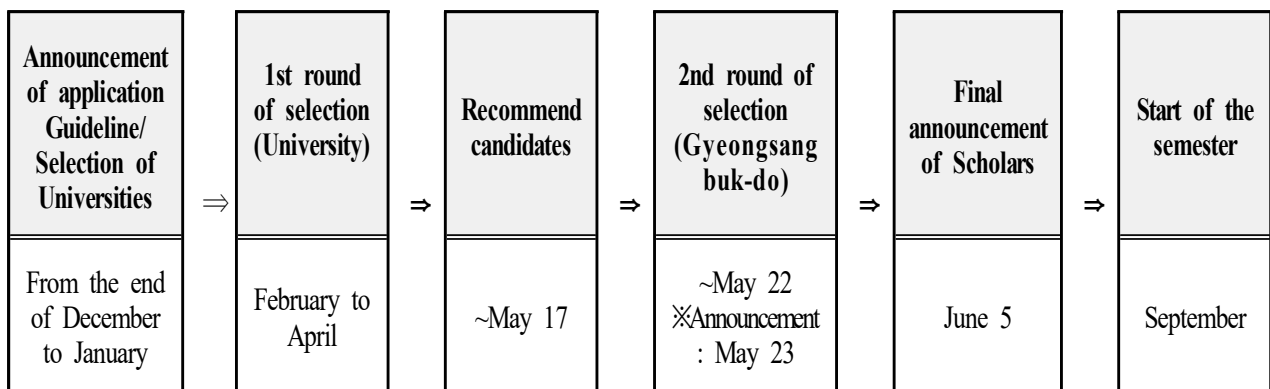 Announcement
of application
Guideline/
Selection of
Universities
From the end
of December
to January
⇒
1st round
of selection
(University)
February to
April
⇒
Recommend
candidates
~May 17
⇒
2nd round of
selection
(Gyeongsang
buk-do)
~May 22
※Announcement
: May 23
⇒
Final
announcement
of Scholars
June 5
⇒
Start of the
semester
September